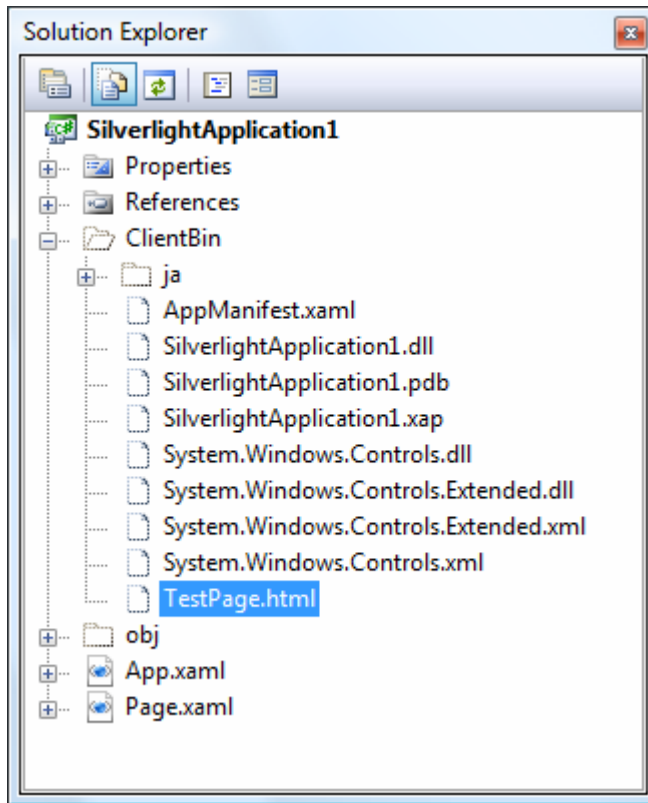 Solution Explorer
SilverlightApplication1
Properties
References
ClientBin
ja
AppManifest.xaml
SilverlightApplication1.dll
SilverlightApplication1.pdb
SilverlightApplication1.xap
System.Windows.Controls.dll
System.Windows.Controls.Extended.dll
System.Windows.Controls.Extended.xml
System.Windows.Controls.xml
TestPage.html
obj
App.xaml
Page.xaml